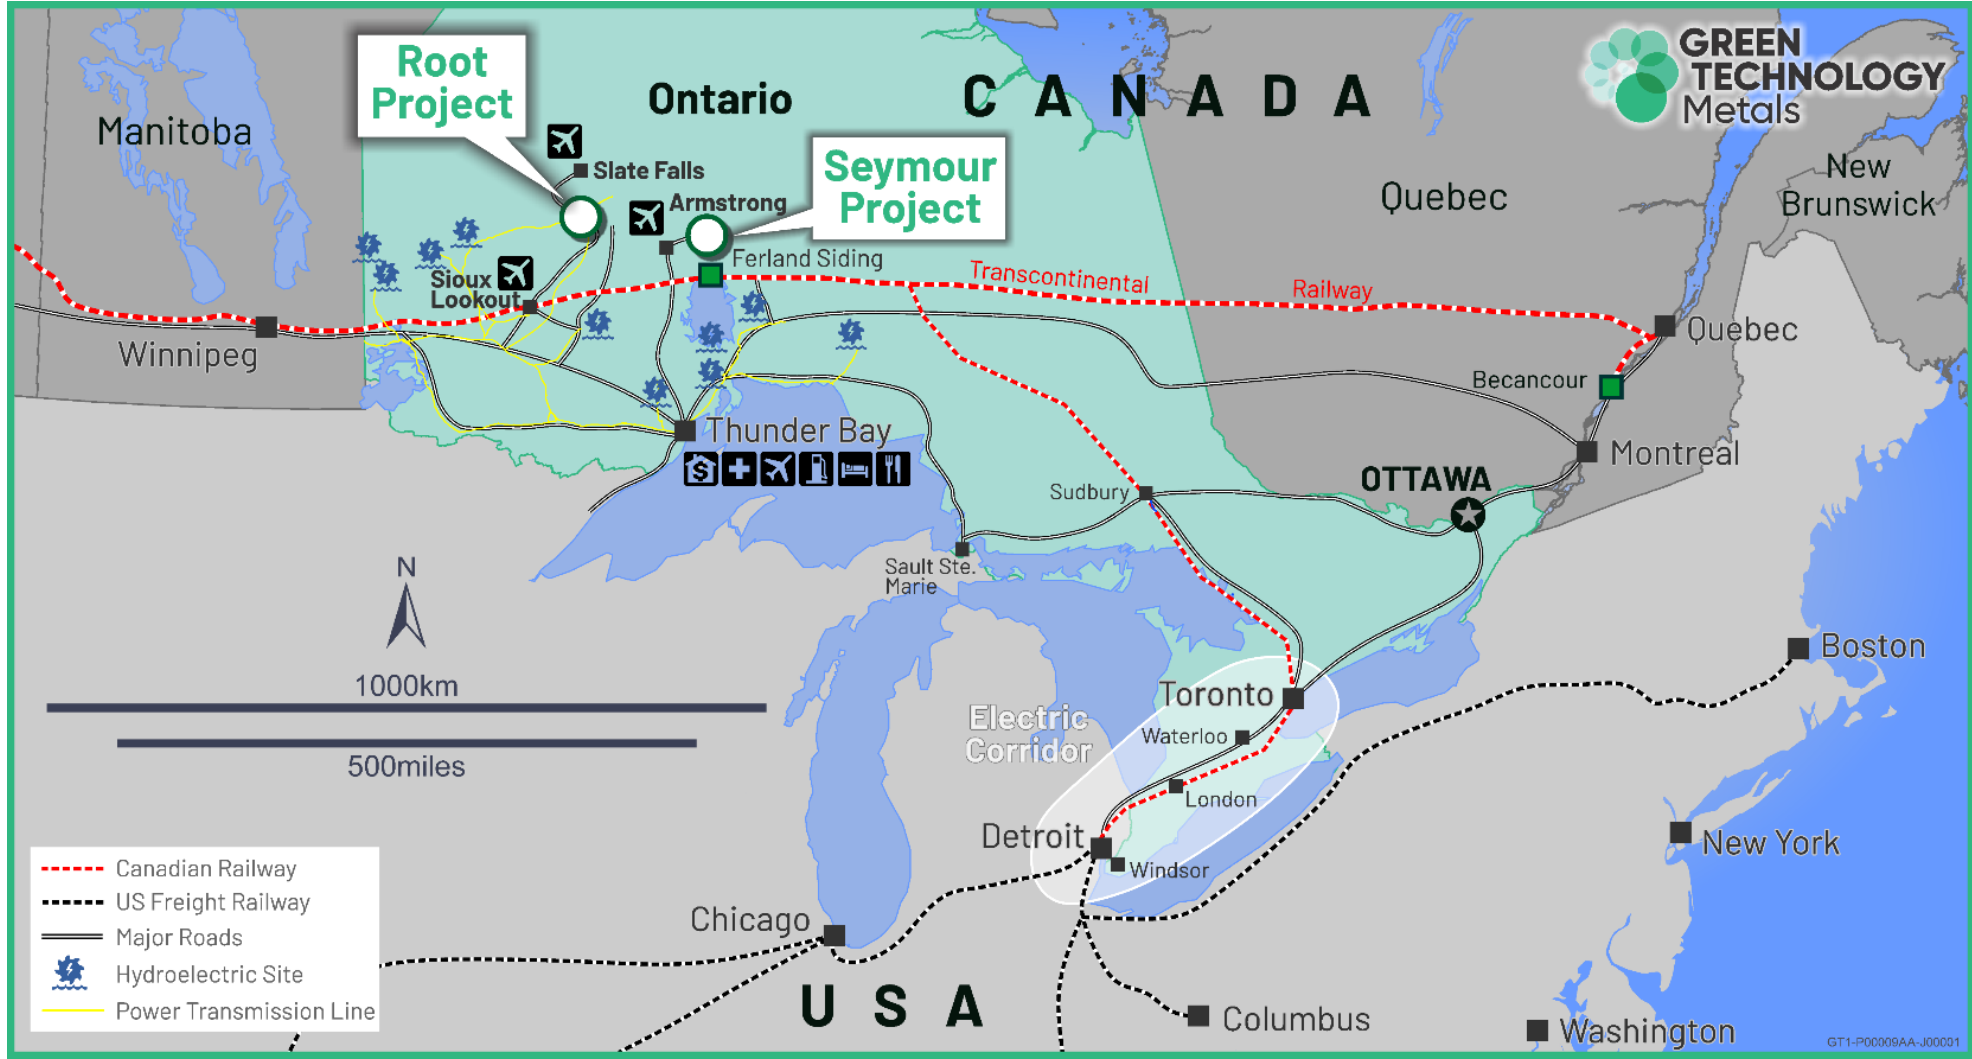 GREEN
TECHNOLOGY
Metals
Root
Project
Ontario
C A N A D A
Manitoba
Slate Falls
Seymour
Project
Armstrong
Quebec
New
Brunswick
Ferland Siding
Sioux
Lookout
Transcontinental
Railway
Winnipeg
Quebec
Becancour
Thunder Bay
$
Montreal
OTTAWA
Sudbury
Sault Ste.
Marie
N
1000km
500miles
Boston
Toronto
Electric
Corridor
Waterloo
London
Detroit
Windsor
New York
Chicago
U S A
Columbus
Washington
Canadian Railway
US Freight Railway
Major Roads
Hydroelectric Site
Power Transmission Line
GT1-P00009AA-J00001